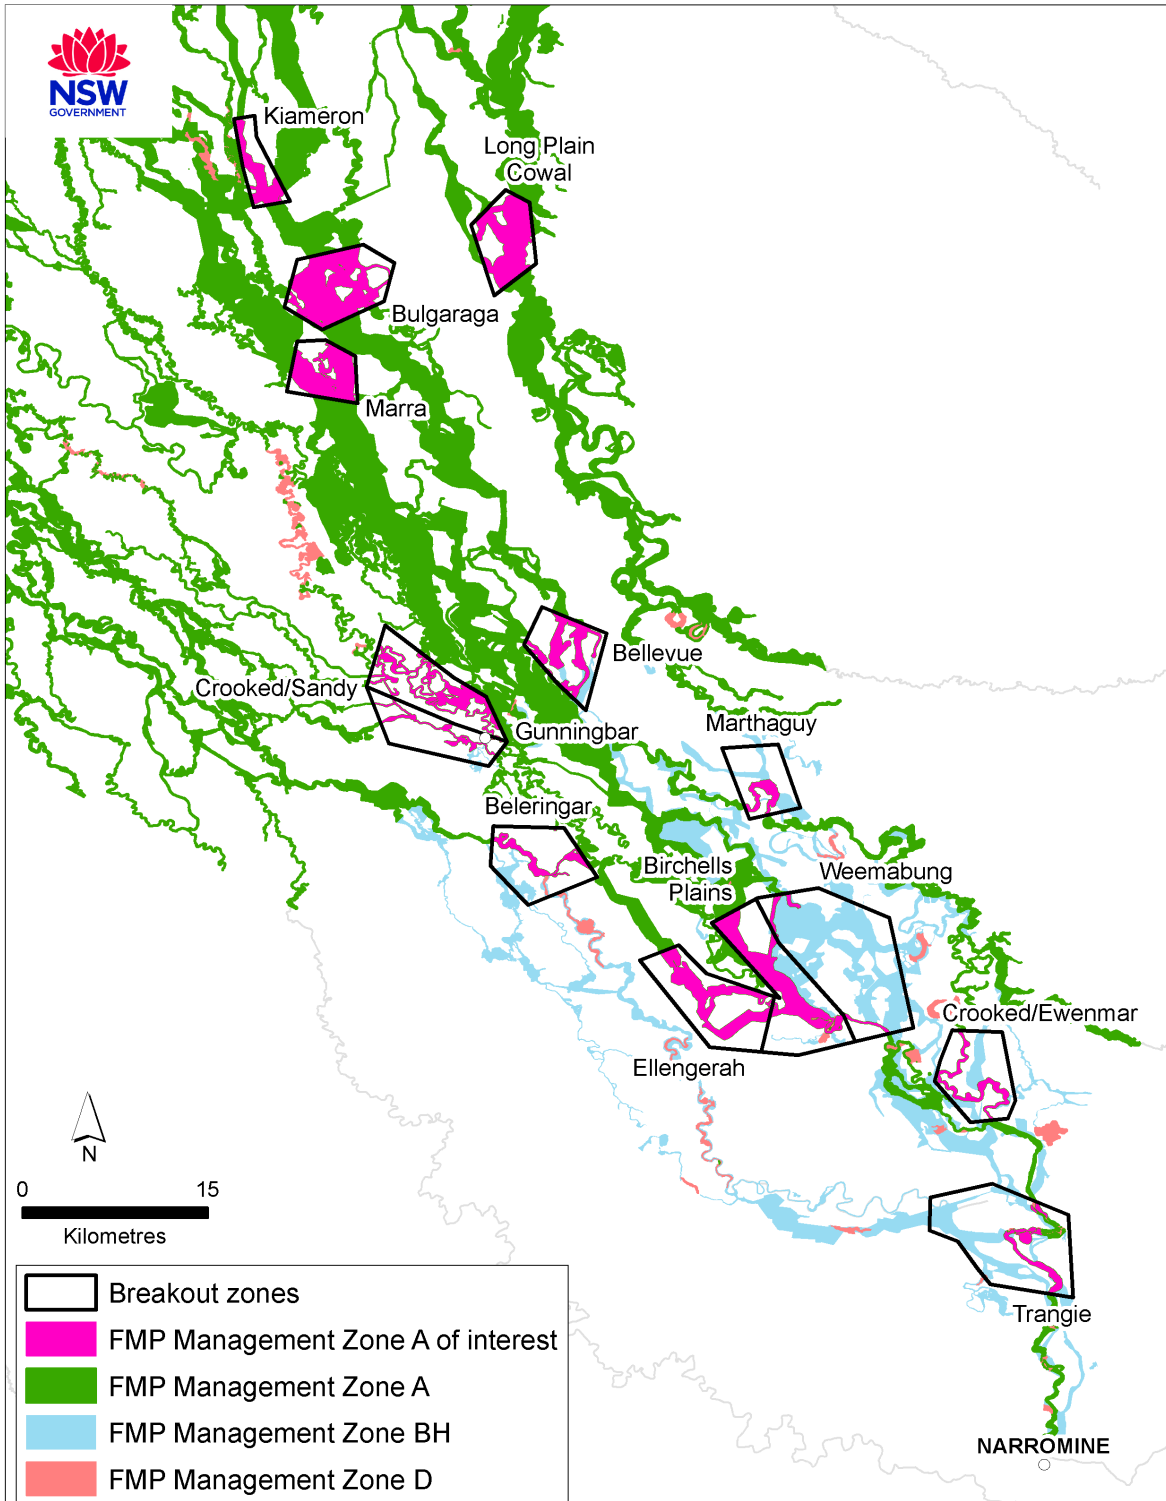 NSW
GOVERNMENT
Kiameron
Long Plain
Cowal
Bulgaraga
Marra
Bellevue
Crooked/Sandy
Gunningbar
Marthaguy
Beleringar
Birchells
Plains
Weemabung
Crooked/Ewenmar
Ellengerah
N
0 15
Kilometres
Trangie
NARROMINE
Breakout zones
FMP Management Zone A of interest
FMP Management Zone A
FMP Management Zone BH
FMP Management Zone D